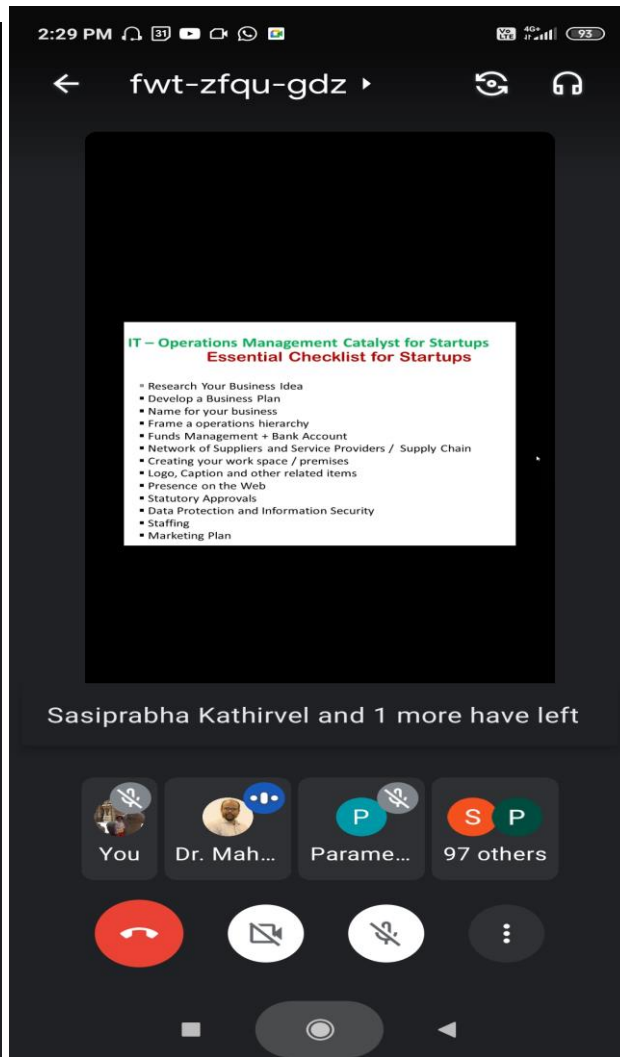 2:29 PM 31 Vo LTE 4G+ 93
fwt-zfqu-gdz
IT – Operations Management Catalyst for Startups
Essential Checklist for Startups
▪ Research Your Business Idea
▪ Develop a Business Plan
▪ Name for your business
▪ Frame a operations hierarchy
▪ Funds Management + Bank Account
▪ Network of Suppliers and Service Providers / Supply Chain
▪ Creating your work space / premises
▪ Logo, Caption and other related items
▪ Presence on the Web
▪ Statutory Approvals
▪ Data Protection and Information Security
▪ Staffing
▪ Marketing Plan
Sasiprabha Kathirvel and 1 more have left
P S P
You Dr. Mah... Parame... 97 others